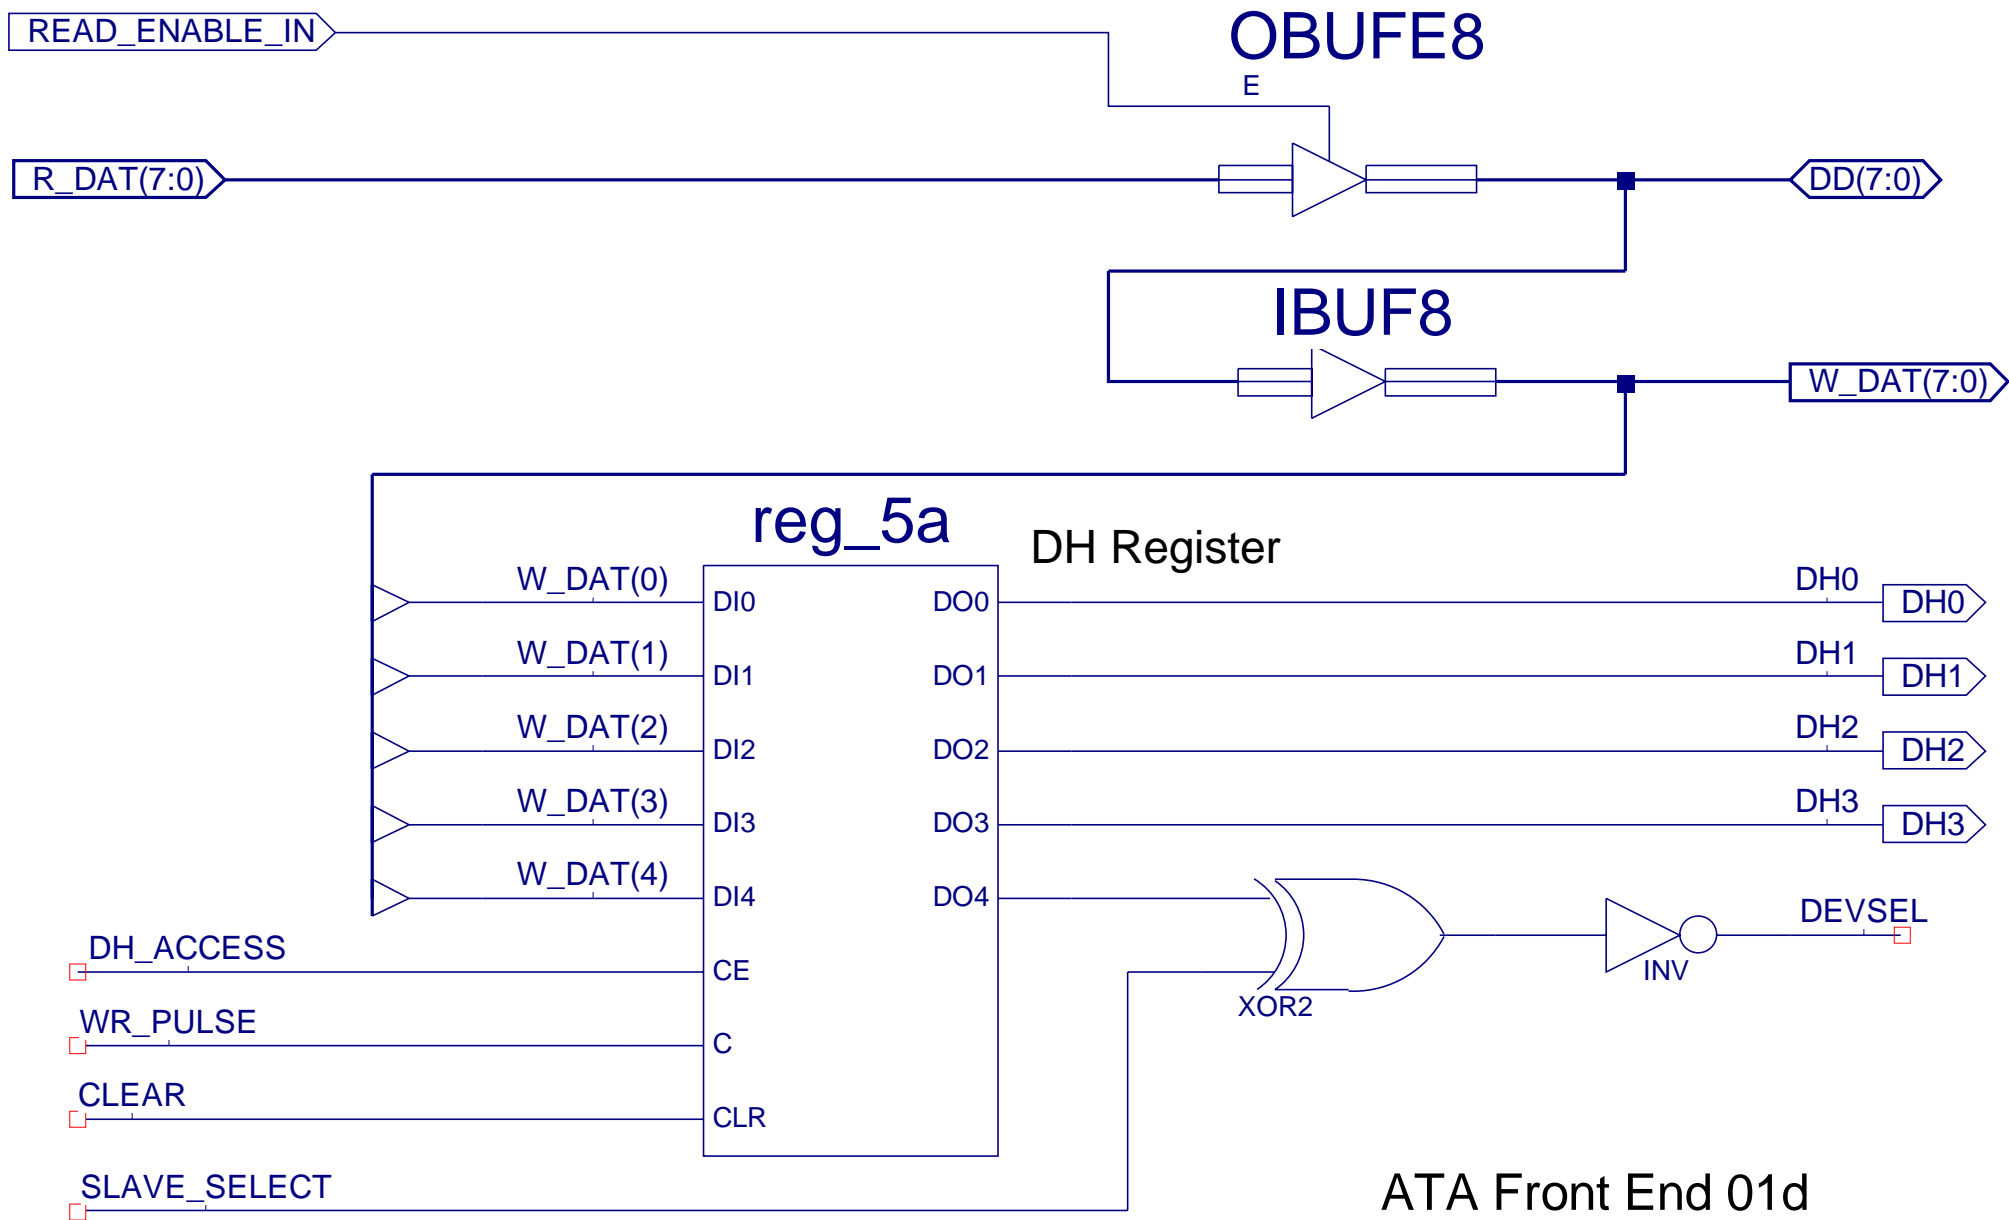 READ_ENABLE_IN
OBUFE8
E
R_DAT(7:0)
DD(7:0)
IBUF8
W_DAT(7:0)
reg_5a
DH Register
W_DAT(0)
DI0
DO0
DH0
DH0
W_DAT(1)
DI1
DO1
DH1
DH1
W_DAT(2)
DI2
DO2
DH2
DH2
W_DAT(3)
DI3
DO3
DH3
DH3
W_DAT(4)
DI4
DO4
DEVSEL
DH_ACCESS
CE
INV
XOR2
WR_PULSE
C
CLEAR
CLR
SLAVE_SELECT
ATA Front End 01d